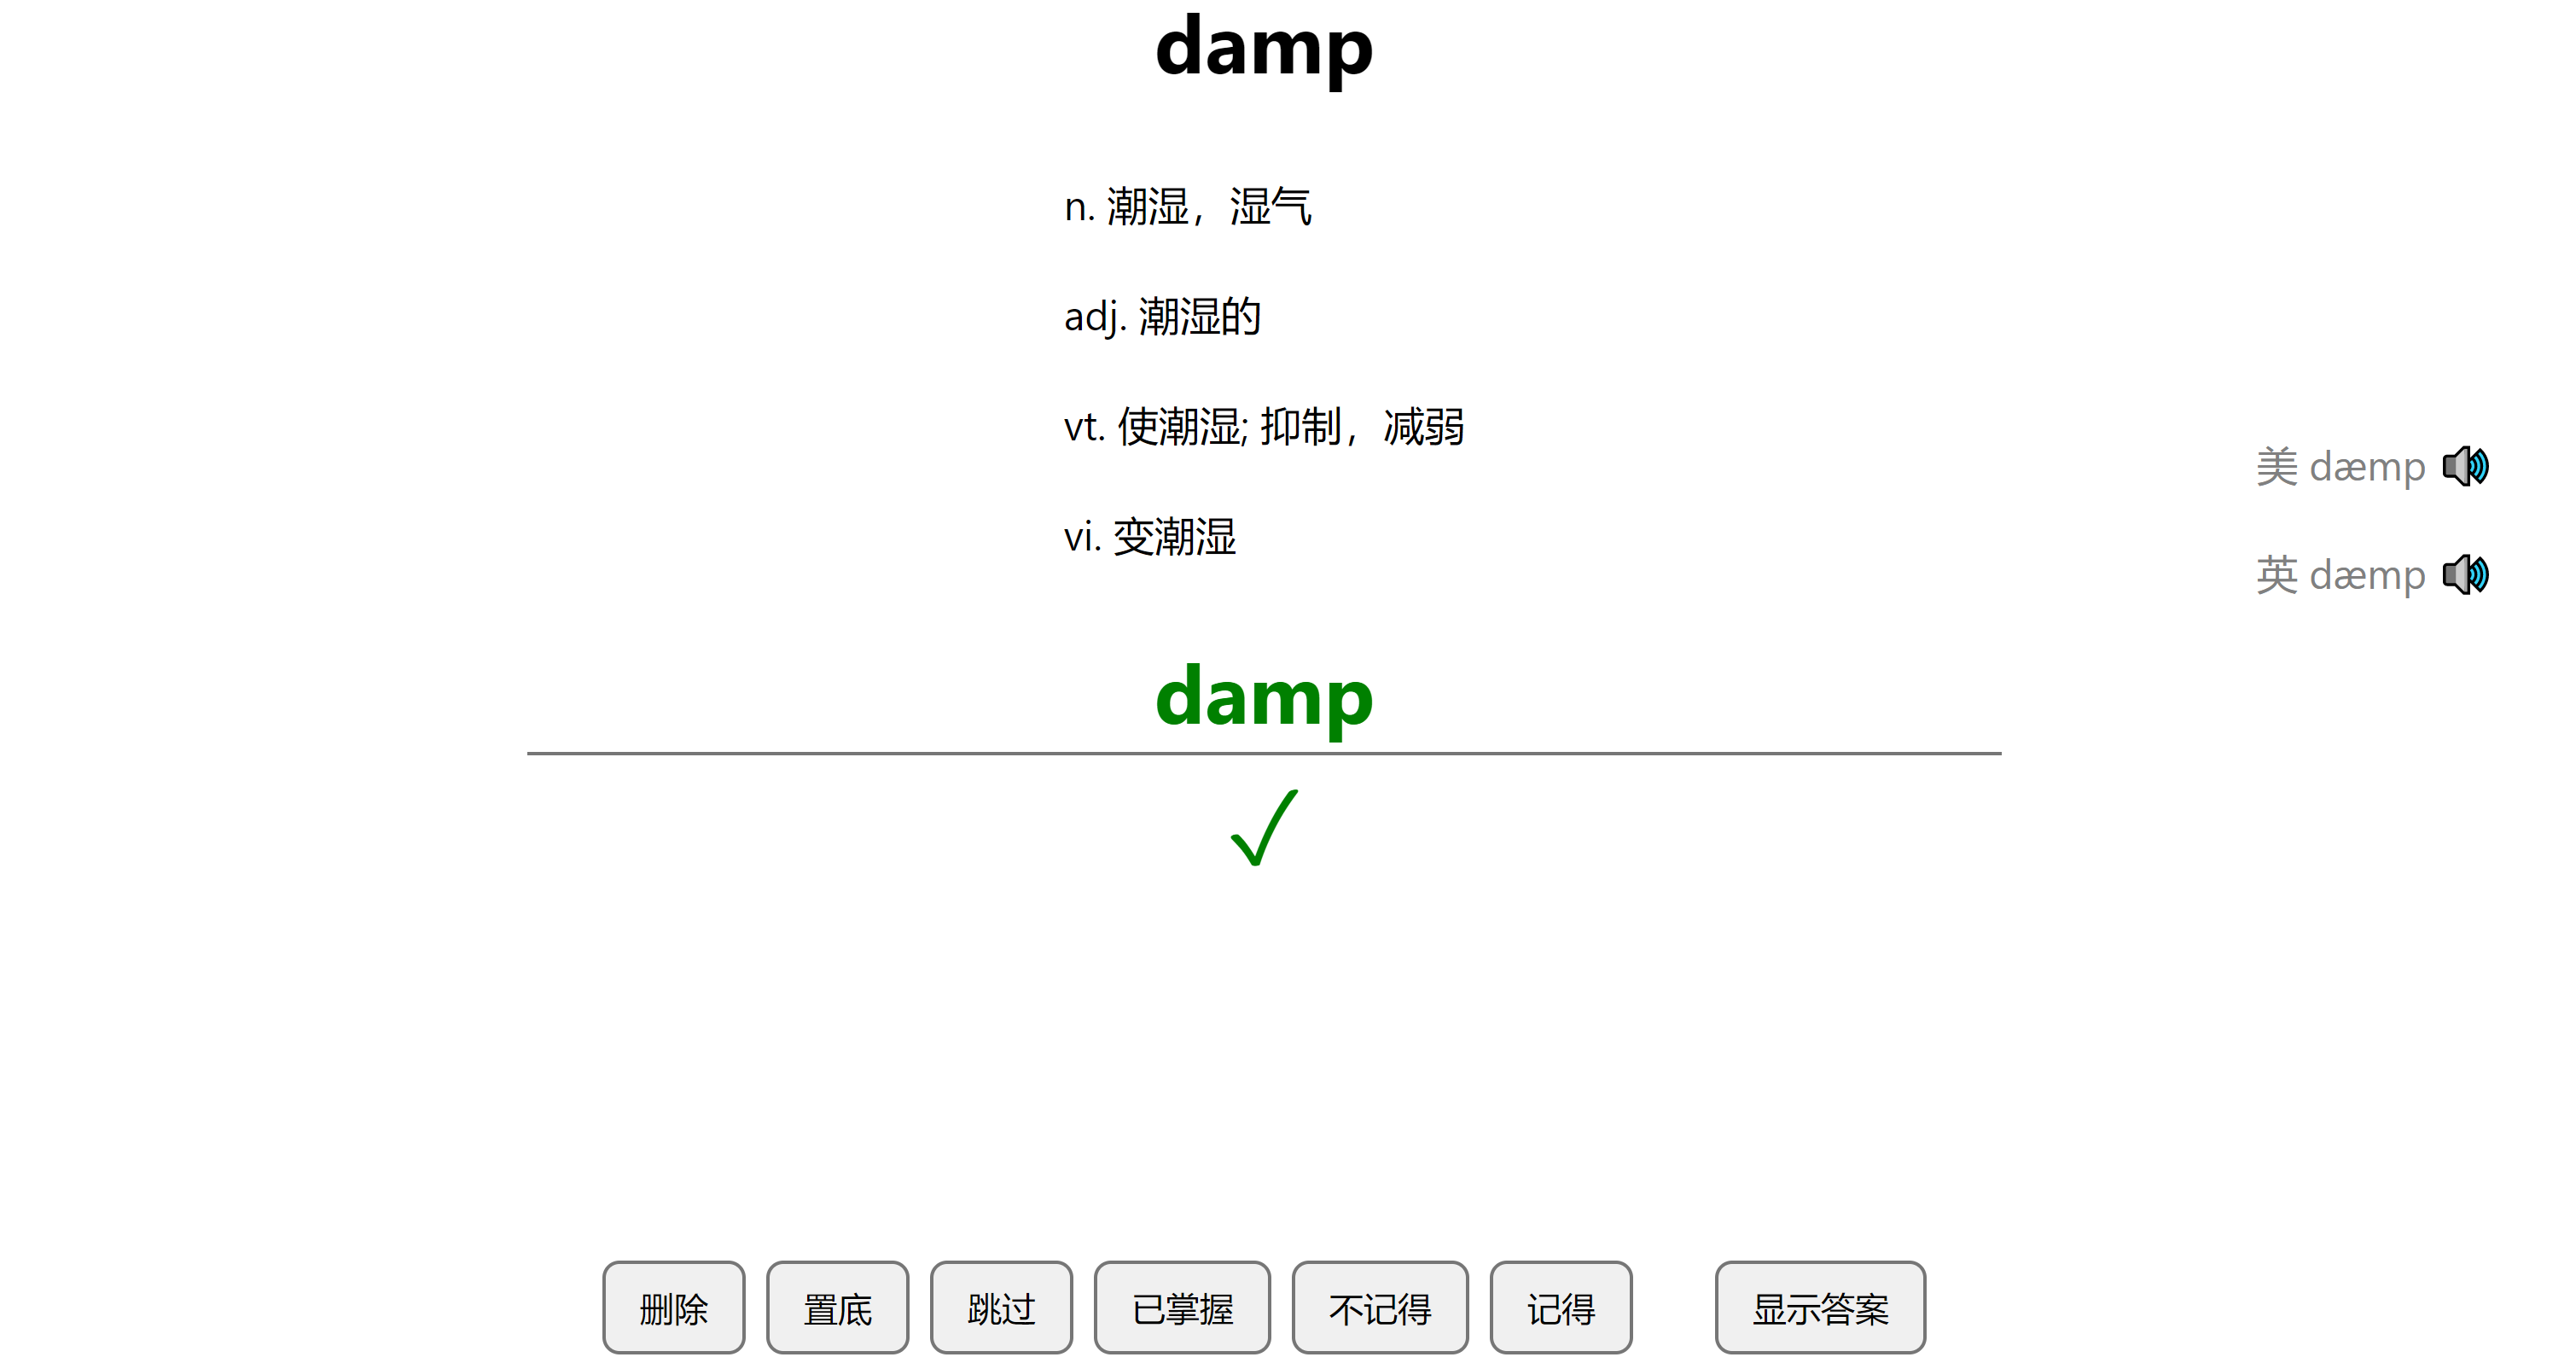 damp
n. 潮湿，湿气
adj. 潮湿的
vt. 使潮湿; 抑制，减弱
vi. 变潮湿
美 dæmp
英 dæmp
damp
✓
删除 置底 跳过 已掌握 不记得 记得 显示答案